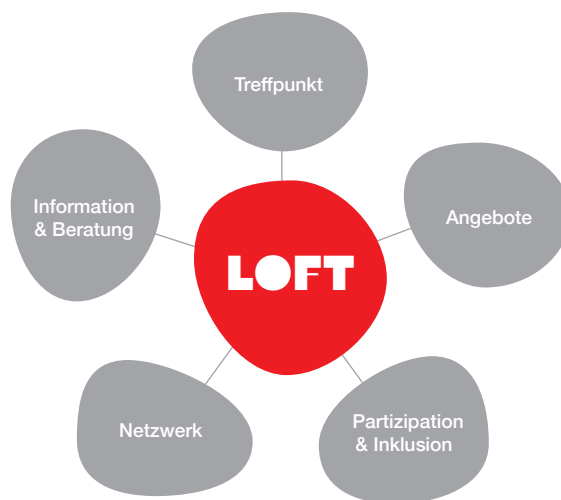 Treffpunkt
Information
& Beratung
Angebote
LOFT
Netzwerk
Partizipation
& Inklusion